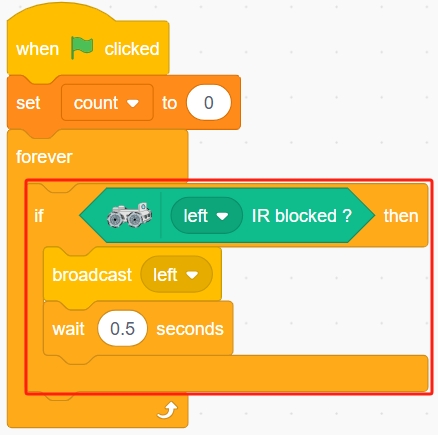 when clicked
set count to 0
forever
if left IR blocked ? then
broadcast left
wait 0.5 seconds